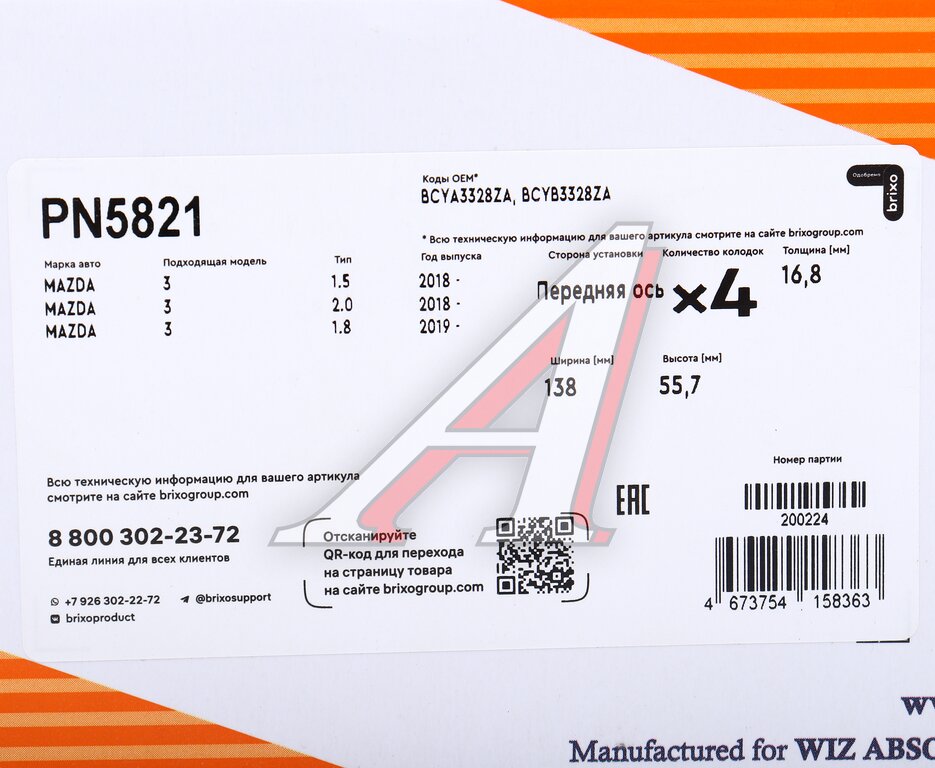 Одобрено
brixo
Коды OEM*
BCYA3328ZA, BCYB3328ZA
PN5821
* Всю техническую информацию для вашего артикула смотрите на сайте brixogroup.com
Марка авто Подходящая модель Тип Год выпуска Сторона установки Количество колодок Толщина [мм]
MAZDA 3 1.5 2018 - Передняя ось ×4 16,8
MAZDA 3 2.0 2018 -
MAZDA 3 1.8 2019 -
Ширина [мм] Высота [мм]
138 55,7
Всю техническую информацию для вашего артикула
смотрите на сайте brixogroup.com
8 800 302-23-72
Единая линия для всех клиентов
+7 926 302-22-72 @brixosupport
brixoproduct
Отсканируйте
QR-код для перехода
на страницу товара
на сайте brixogroup.com
EAC
Номер партии
200224
4 673754 158363
Manufactured for WIZ